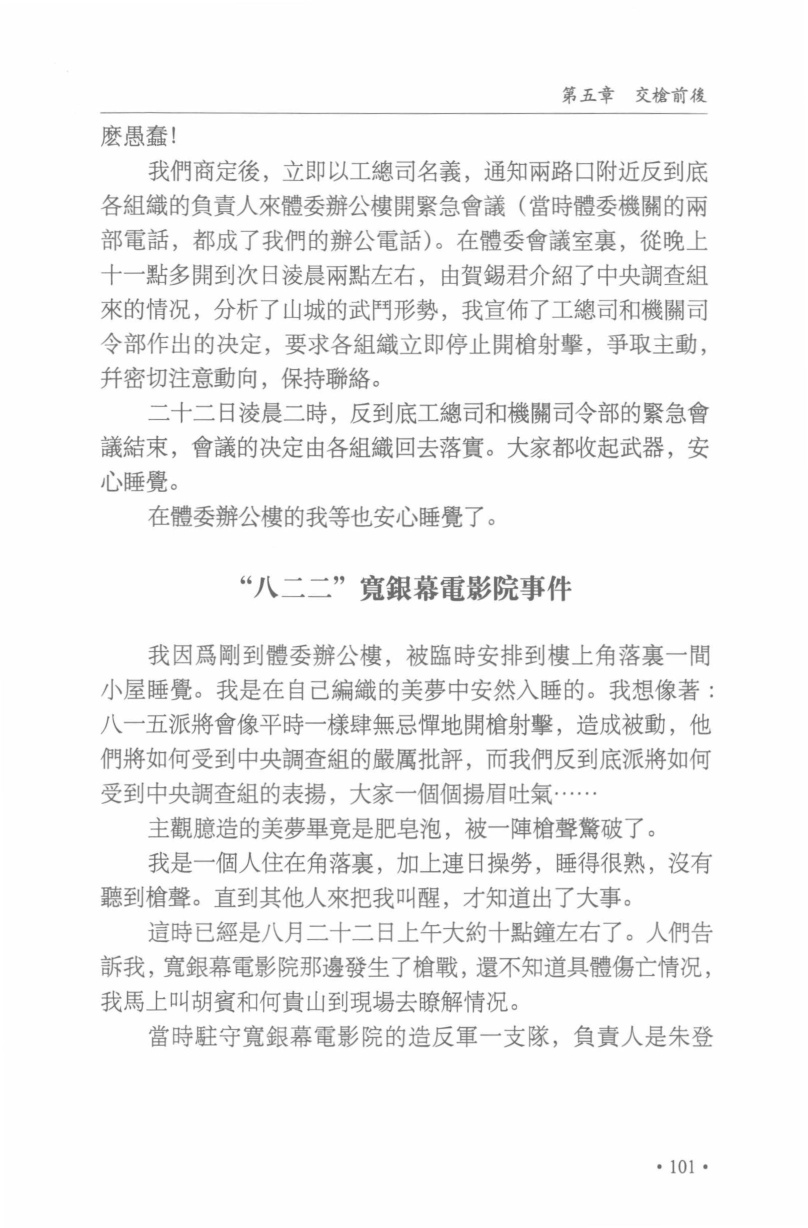 第五章　交槍前後
麽愚蠢！
我們商定後，立即以工總司名義，通知兩路口附近反到底
各組織的負責人來體委辦公樓開緊急會議（當時體委機關的兩
部電話，都成了我們的辦公電話）。在體委會議室裏，從晚上
十一點多開到次日淩晨兩點左右，由賀錫君介紹了中央調查組
來的情况，分析了山城的武鬥形勢，我宣佈了工總司和機關司
令部作出的决定，要求各組織立即停止開槍射擊，爭取主動，
幷密切注意動向，保持聯絡。
二十二日淩晨二時，反到底工總司和機關司令部的緊急會
議結束，會議的决定由各組織回去落實。大家都收起武器，安
心睡覺。
在體委辦公樓的我等也安心睡覺了。
“八二二”寬銀幕電影院事件
我因爲剛到體委辦公樓，被臨時安排到樓上角落裏一間
小屋睡覺。我是在自己編織的美夢中安然入睡的。我想像著：
八一五派將會像平時一樣肆無忌憚地開槍射擊，造成被動，他
們將如何受到中央調查組的嚴厲批評，而我們反到底派將如何
受到中央調查組的表揚，大家一個個揚眉吐氣……
主觀臆造的美夢畢竟是肥皂泡，被一陣槍聲驚破了。
我是一個人住在角落裏，加上連日操勞，睡得很熟，沒有
聽到槍聲。直到其他人來把我叫醒，才知道出了大事。
這時已經是八月二十二日上午大約十點鐘左右了。人們告
訴我，寬銀幕電影院那邊發生了槍戰，還不知道具體傷亡情况，
我馬上叫胡賓和何貴山到現場去瞭解情况。
當時駐守寬銀幕電影院的造反軍一支隊，負責人是朱登
• 101 •